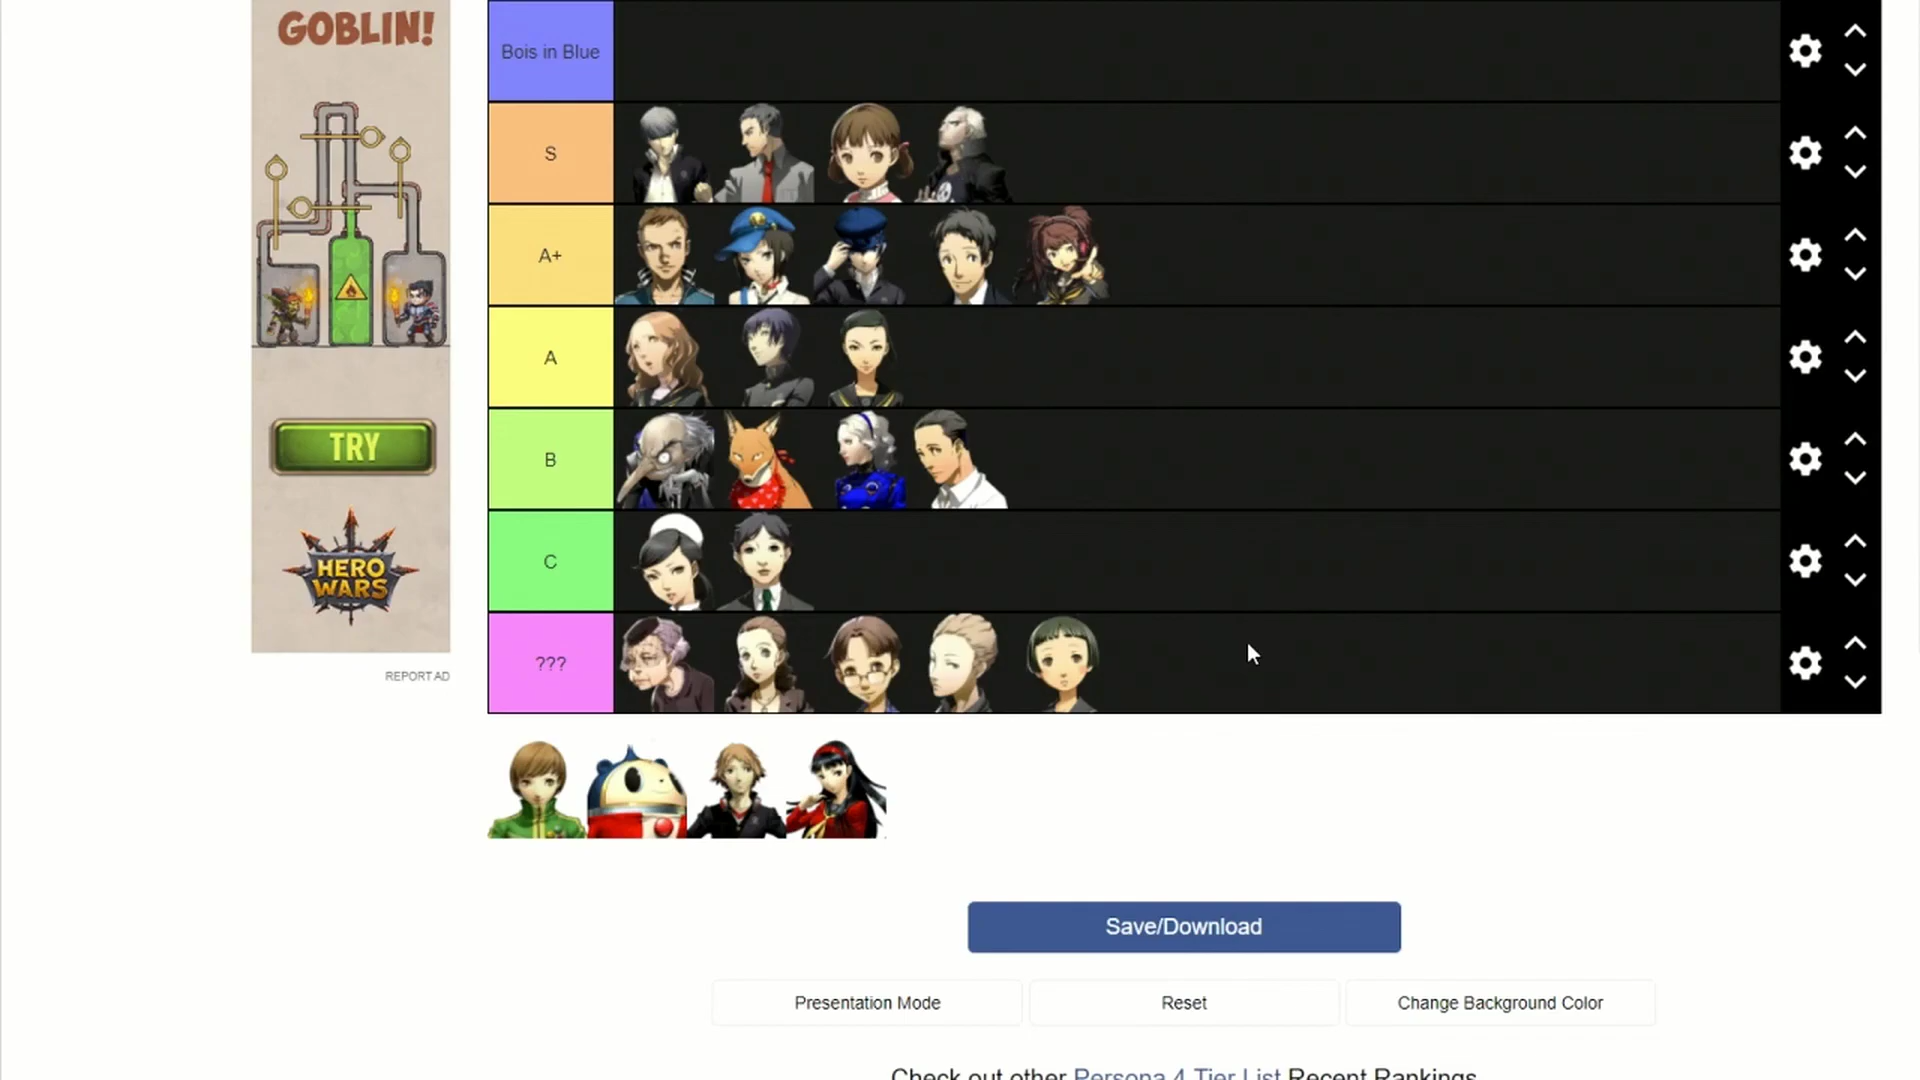 GOBLIN!
TRY
HERO
WARS
REPORT AD
Bois in Blue
S
A+
A
B
C
???
Save/Download
Presentation Mode
Reset
Change Background Color
Check out other Persona 4 Tier List Recent Rankings